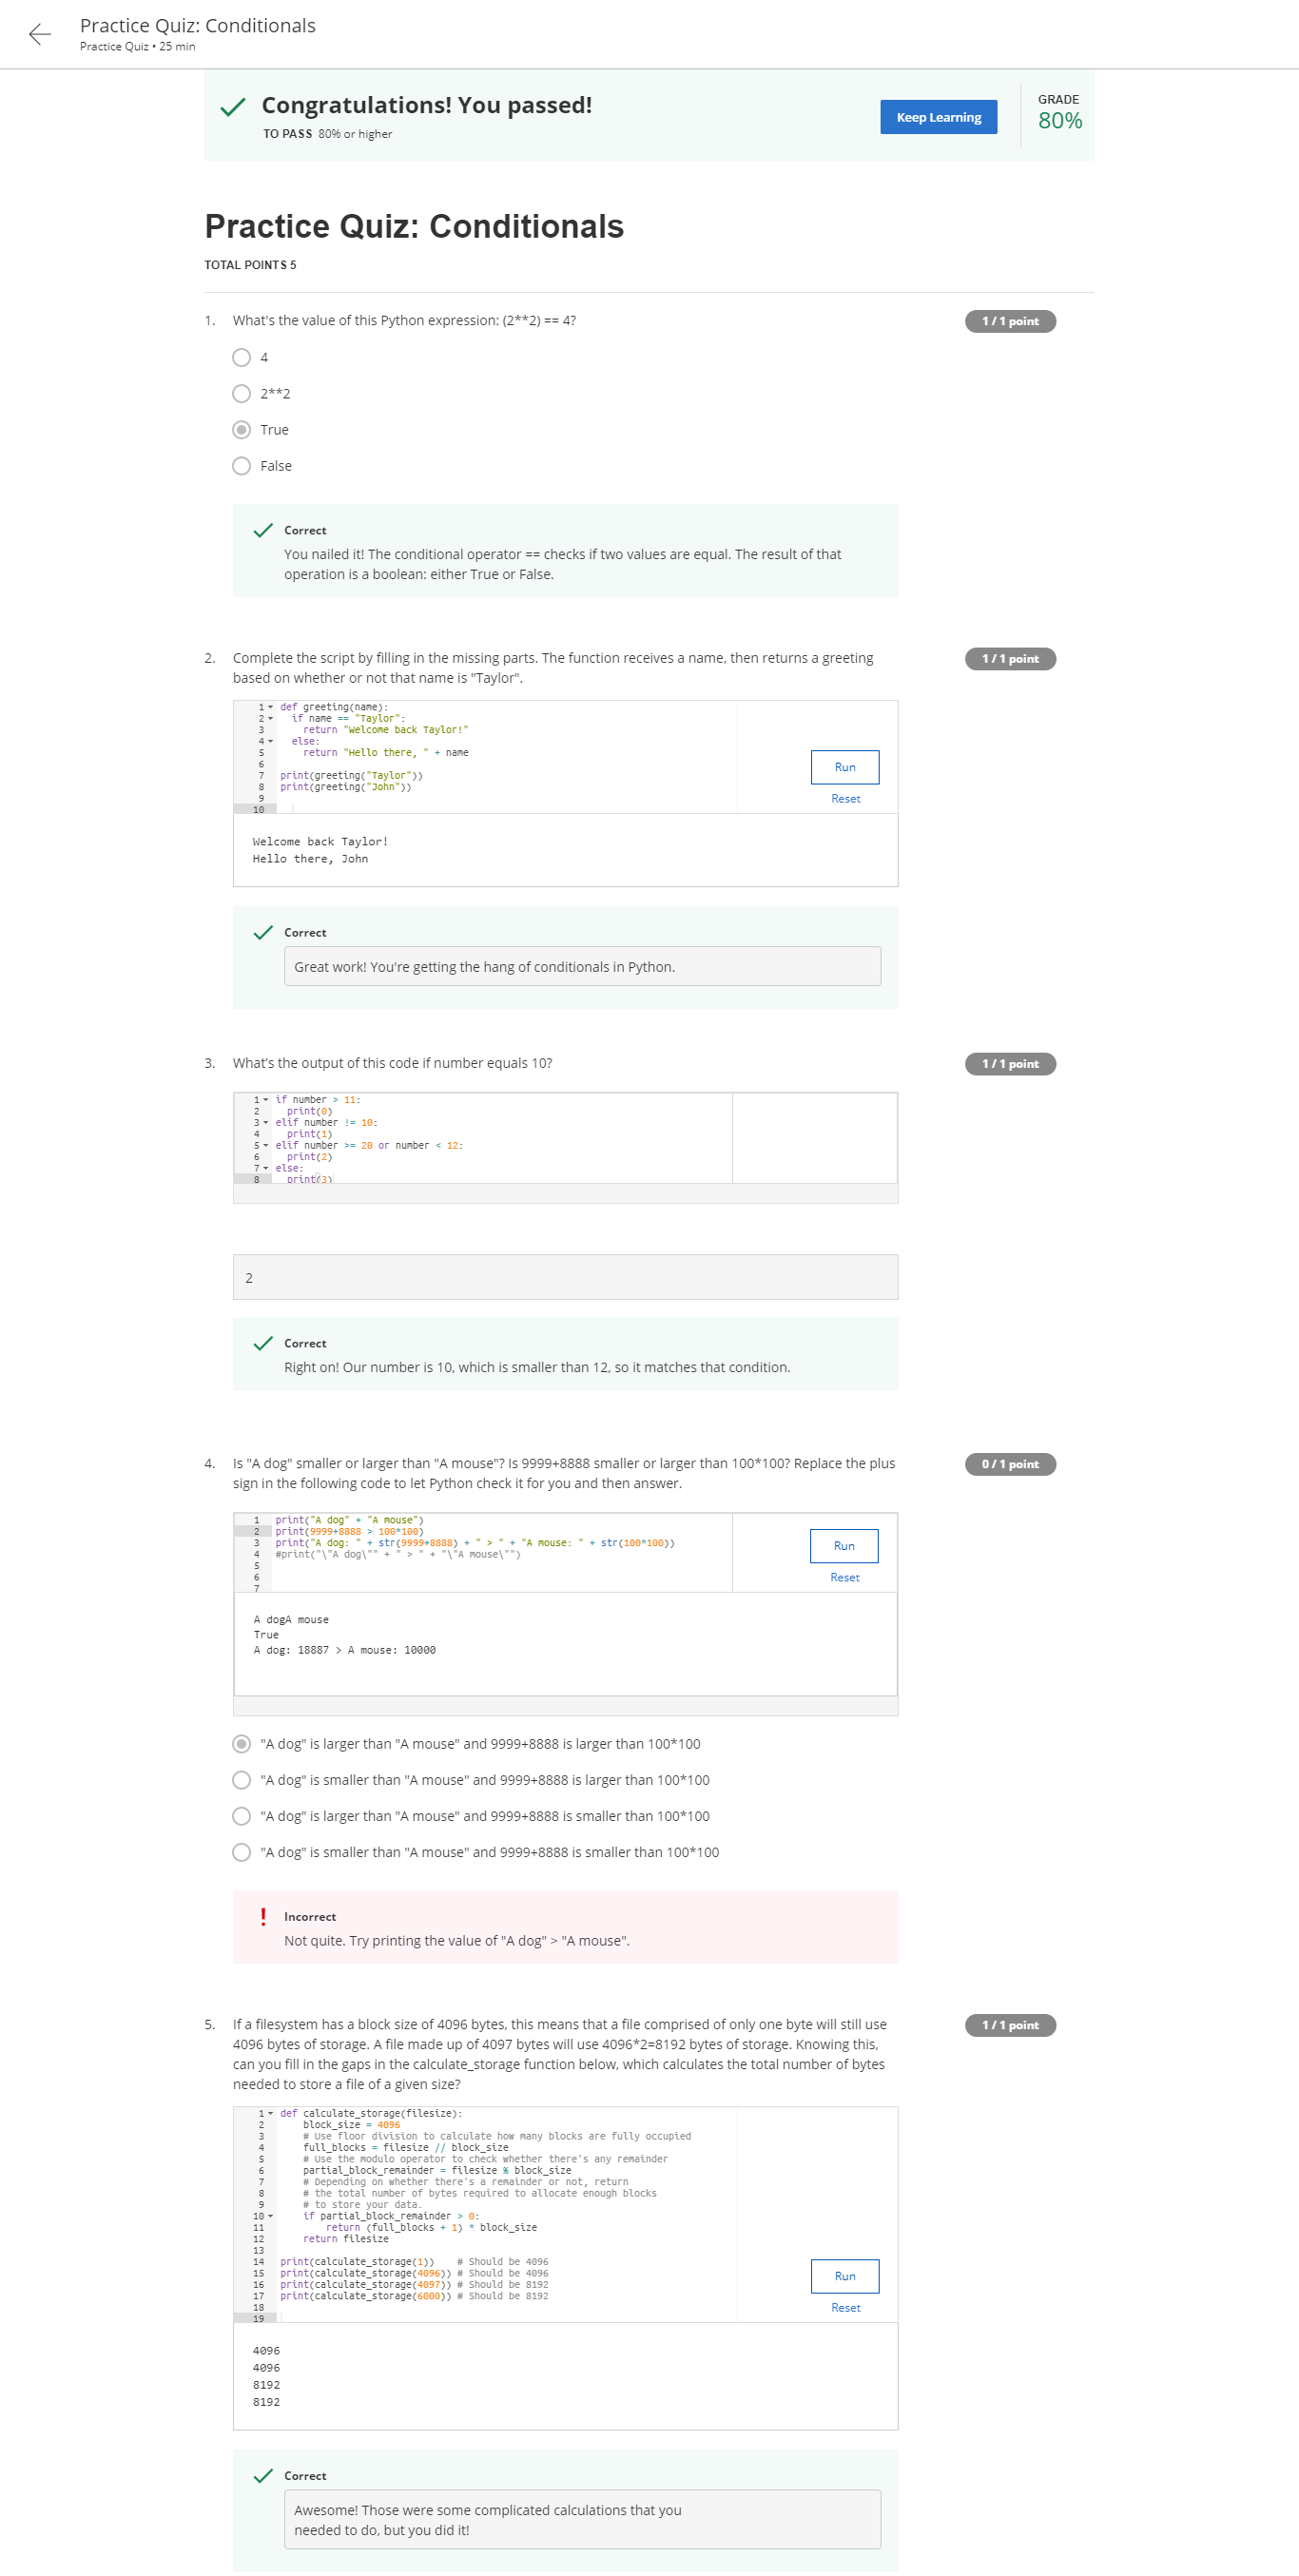 Practice Quiz: Conditionals
Practice Quiz • 25 min
Congratulations! You passed!
TO PASS 80% or higher
Keep Learning
GRADE
80%
Practice Quiz: Conditionals
TOTAL POINTS 5
1. What's the value of this Python expression: (2**2) == 4?
1 / 1 point
4
2**2
True
False
Correct
You nailed it! The conditional operator == checks if two values are equal. The result of that
operation is a boolean: either True or False.
2. Complete the script by filling in the missing parts. The function receives a name, then returns a greeting
based on whether or not that name is "Taylor".
1 / 1 point
1 def greeting(name):
2   if name == "Taylor":
3     return "Welcome back Taylor!"
4   else:
5     return "Hello there, " + name
6
7 print(greeting("Taylor"))
8 print(greeting("John"))
9
10
Run
Reset
Welcome back Taylor!
Hello there, John
Correct
Great work! You're getting the hang of conditionals in Python.
3. What's the output of this code if number equals 10?
1 / 1 point
1 if number > 11:
2   print(0)
3 elif number != 10:
4   print(1)
5 elif number >= 20 or number < 12:
6   print(2)
7 else:
8   print(3)
2
Correct
Right on! Our number is 10, which is smaller than 12, so it matches that condition.
4. Is "A dog" smaller or larger than "A mouse"? Is 9999+8888 smaller or larger than 100*100? Replace the plus
sign in the following code to let Python check it for you and then answer.
0 / 1 point
1 print("A dog" + "A mouse")
2 print(9999+8888 > 100*100)
3 print("A dog: " + str(9999+8888) + " > " + "A mouse: " + str(100*100))
4 #print("\"A dog\"" + " > " + "\"A mouse\"")
5
6
7
Run
Reset
A dogA mouse
True
A dog: 18887 > A mouse: 10000
"A dog" is larger than "A mouse" and 9999+8888 is larger than 100*100
"A dog" is smaller than "A mouse" and 9999+8888 is larger than 100*100
"A dog" is larger than "A mouse" and 9999+8888 is smaller than 100*100
"A dog" is smaller than "A mouse" and 9999+8888 is smaller than 100*100
! Incorrect
Not quite. Try printing the value of "A dog" > "A mouse".
5. If a filesystem has a block size of 4096 bytes, this means that a file comprised of only one byte will still use
4096 bytes of storage. A file made up of 4097 bytes will use 4096*2=8192 bytes of storage. Knowing this,
can you fill in the gaps in the calculate_storage function below, which calculates the total number of bytes
needed to store a file of a given size?
1 / 1 point
1 def calculate_storage(filesize):
2     block_size = 4096
3     # Use floor division to calculate how many blocks are fully occupied
4     full_blocks = filesize // block_size
5     # Use the modulo operator to check whether there's any remainder
6     partial_block_remainder = filesize % block_size
7     # Depending on whether there's a remainder or not, return
8     # the total number of bytes required to allocate enough blocks
9     # to store your data.
10     if partial_block_remainder > 0:
11         return (full_blocks + 1) * block_size
12     return filesize
13
14 print(calculate_storage(1))    # Should be 4096
15 print(calculate_storage(4096)) # Should be 4096
16 print(calculate_storage(4097)) # Should be 8192
17 print(calculate_storage(6000)) # Should be 8192
18
19
Run
Reset
4096
4096
8192
8192
Correct
Awesome! Those were some complicated calculations that you
needed to do, but you did it!